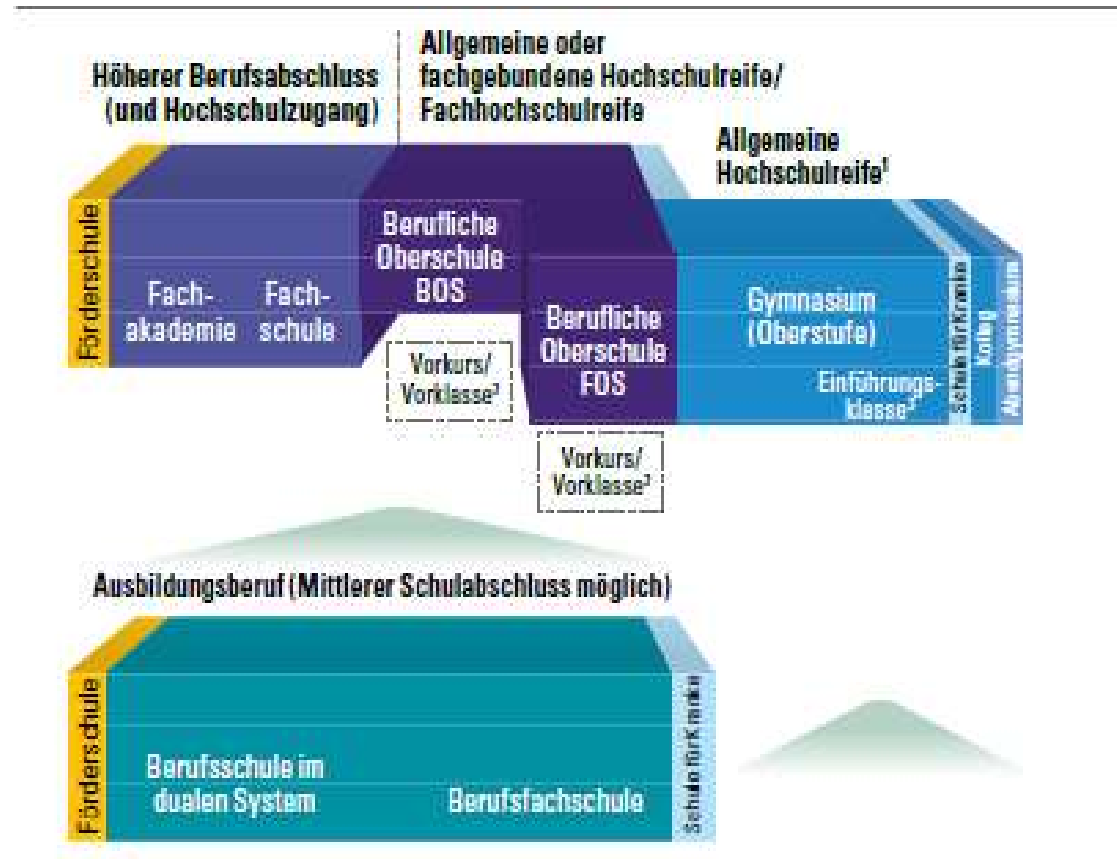 Höherer Berufsabschluss
(und Hochschulzugang)
Allgemeine oder
fachgebundene Hochschulreife/
Fachhochschulreife
Allgemeine
Hochschulreife¹
Förderschule
Fach-
akademie
Fach-
schule
Berufliche
Oberschule
BOS
Vorkurs/
Vorklasse²
Berufliche
Oberschule
FOS
Vorkurs/
Vorklasse²
Gymnasium
(Oberstufe)
Einführungs-
klasse³
Schule für Kranke
Kolleg
Abendgymnasium
Ausbildungsberuf (Mittlerer Schulabschluss möglich)
Förderschule
Berufsschule im
dualen System
Berufsfachschule
Schule für Kranke